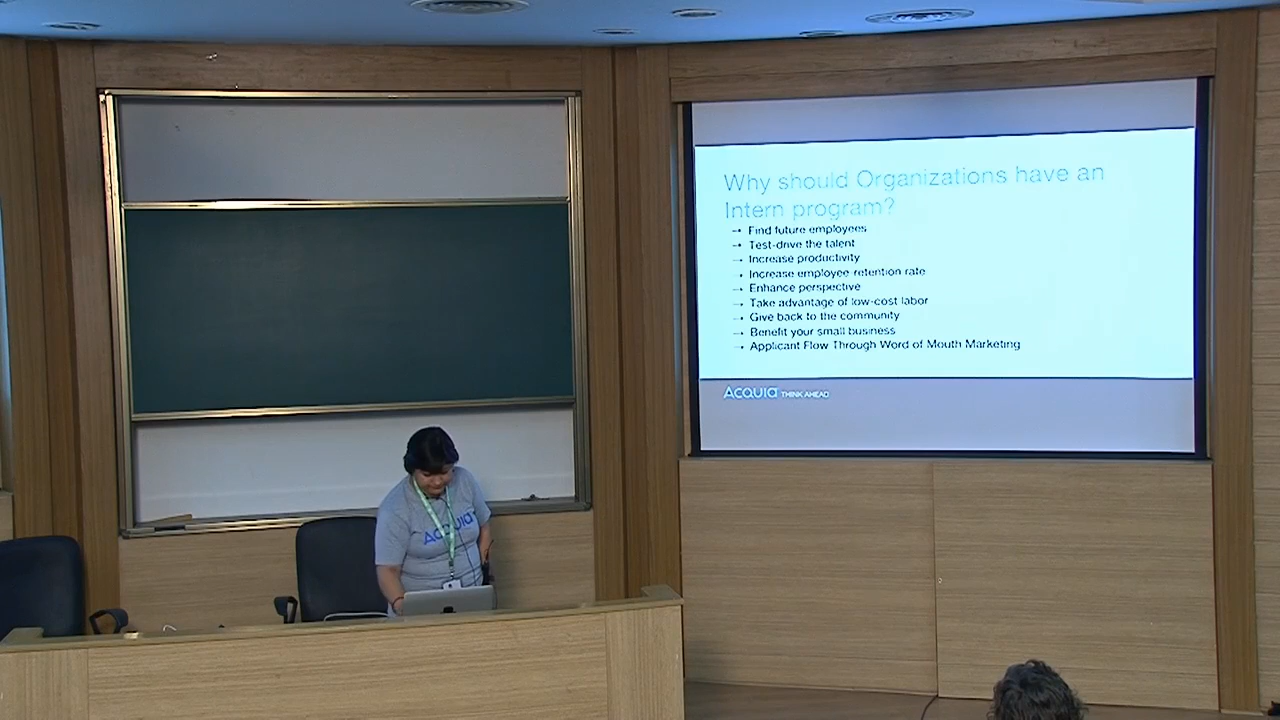 Why should Organizations have an
Intern program?
→ Find future employees
→ Test-drive the talent
→ Increase productivity
→ Increase employee-retention rate
→ Enhance perspective
→ Take advantage of low-cost labor
→ Give back to the community
→ Benefit your small business
→ Applicant Flow Through Word of Mouth Marketing
ACQUIA THINK AHEAD
ACQUIA